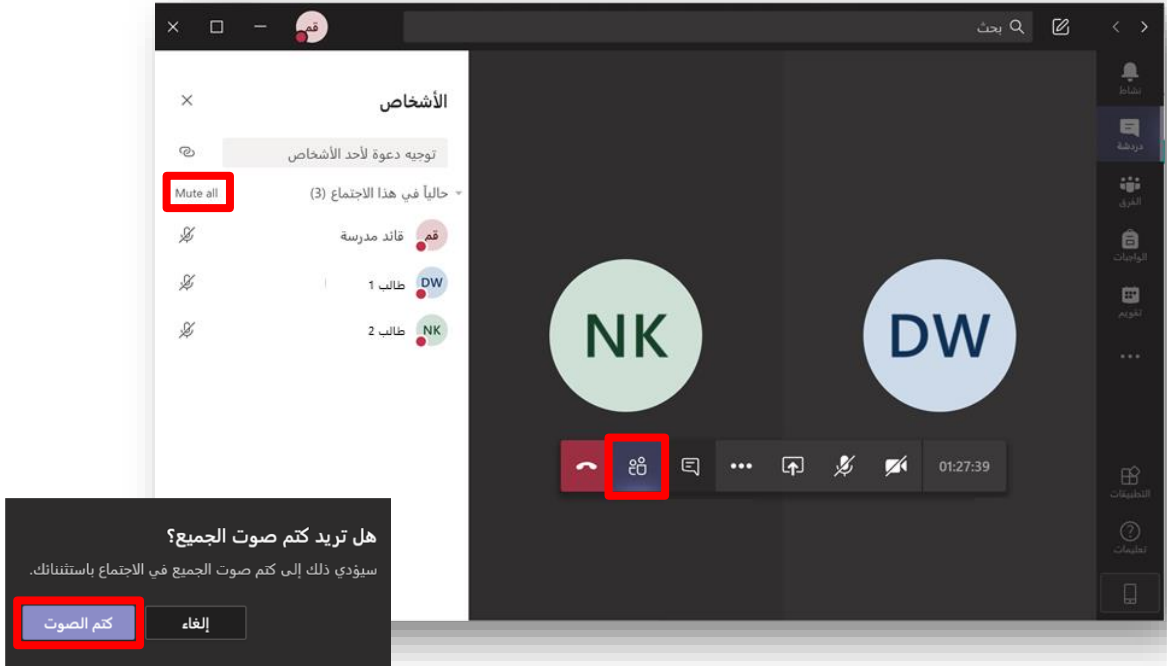 بحث
قم
نشاط
دردشة
الفرق
الواجبات
تقويم
التطبيقات
تعليمات
الأشخاص
توجيه دعوة لأحد الأشخاص
حالياً في هذا الاجتماع (3)
Mute all
قم قائد مدرسة
DW طالب 1
NK طالب 2
DW
NK
01:27:39
هل تريد كتم صوت الجميع؟
سيؤدي ذلك إلى كتم صوت الجميع في الاجتماع باستثنائك.
إلغاء
كتم الصوت